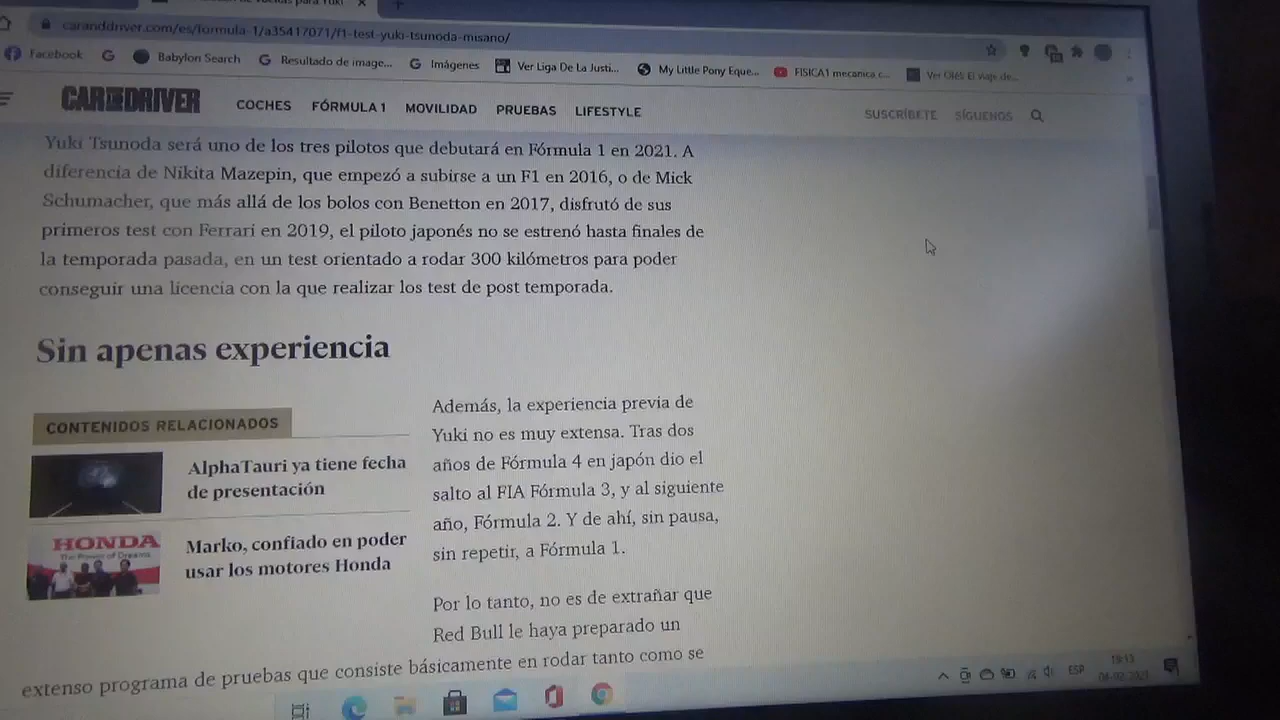 caranddriver.com/es/formula-1/a35417071/f1-test-yuki-tsunoda-misano/
Facebook
Babylon Search
Resultado de image...
Imágenes
Ver Liga De La Justi...
My Little Pony Eque...
FISICA1 mecanica c...
CAR AND DRIVER
COCHES
FÓRMULA 1
MOVILIDAD
PRUEBAS
LIFESTYLE
SUSCRÍBETE
SÍGUENOS
Yuki Tsunoda será uno de los tres pilotos que debutará en Fórmula 1 en 2021. A
diferencia de Nikita Mazepin, que empezó a subirse a un F1 en 2016, o de Mick
Schumacher, que más allá de los bolos con Benetton en 2017, disfrutó de sus
primeros test con Ferrari en 2019, el piloto japonés no se estrenó hasta finales de
la temporada pasada, en un test orientado a rodar 300 kilómetros para poder
conseguir una licencia con la que realizar los test de post temporada.
Sin apenas experiencia
CONTENIDOS RELACIONADOS
AlphaTauri ya tiene fecha
de presentación
HONDA
The Power of Dreams
Marko, confiado en poder
usar los motores Honda
Además, la experiencia previa de
Yuki no es muy extensa. Tras dos
años de Fórmula 4 en japón dio el
salto al FIA Fórmula 3, y al siguiente
año, Fórmula 2. Y de ahí, sin pausa,
sin repetir, a Fórmula 1.
Por lo tanto, no es de extrañar que
Red Bull le haya preparado un
extenso programa de pruebas que consiste básicamente en rodar tanto como se
ESP
19:13